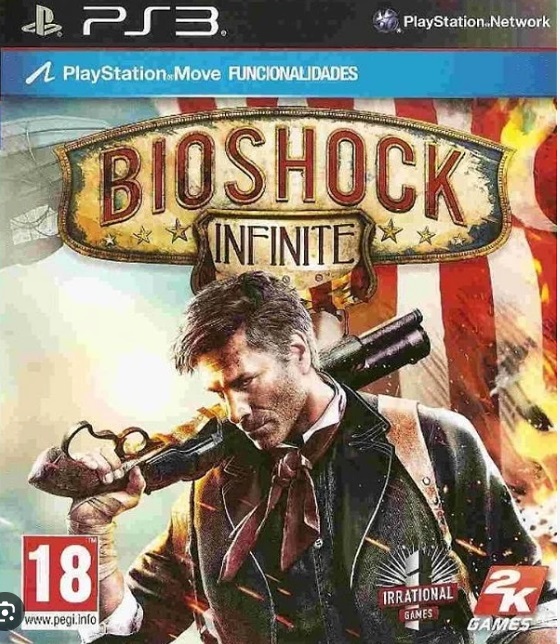 PS3
PlayStation®Network
PlayStation®Move FUNCIONALIDADES
BIOSHOCK
INFINITE
18
www.pegi.info
IRRATIONAL
GAMES
2K
GAMES